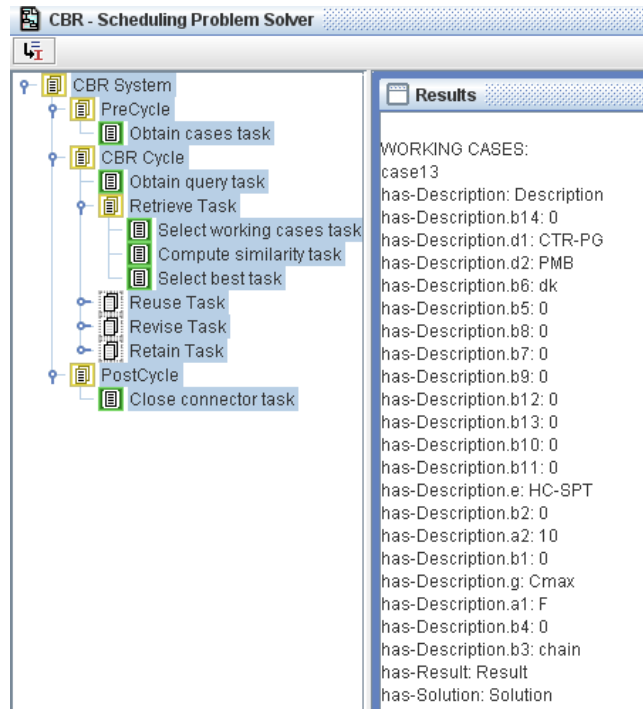 CBR - Scheduling Problem Solver
CBR System
PreCycle
Obtain cases task
CBR Cycle
Obtain query task
Retrieve Task
Select working cases task
Compute similarity task
Select best task
Reuse Task
Revise Task
Retain Task
PostCycle
Close connector task
Results
WORKING CASES:
case13
has-Description: Description
has-Description.b14: 0
has-Description.d1: CTR-PG
has-Description.d2: PMB
has-Description.b6: dk
has-Description.b5: 0
has-Description.b8: 0
has-Description.b7: 0
has-Description.b9: 0
has-Description.b12: 0
has-Description.b13: 0
has-Description.b10: 0
has-Description.b11: 0
has-Description.e: HC-SPT
has-Description.b2: 0
has-Description.a2: 10
has-Description.b1: 0
has-Description.g: Cmax
has-Description.a1: F
has-Description.b4: 0
has-Description.b3: chain
has-Result: Result
has-Solution: Solution